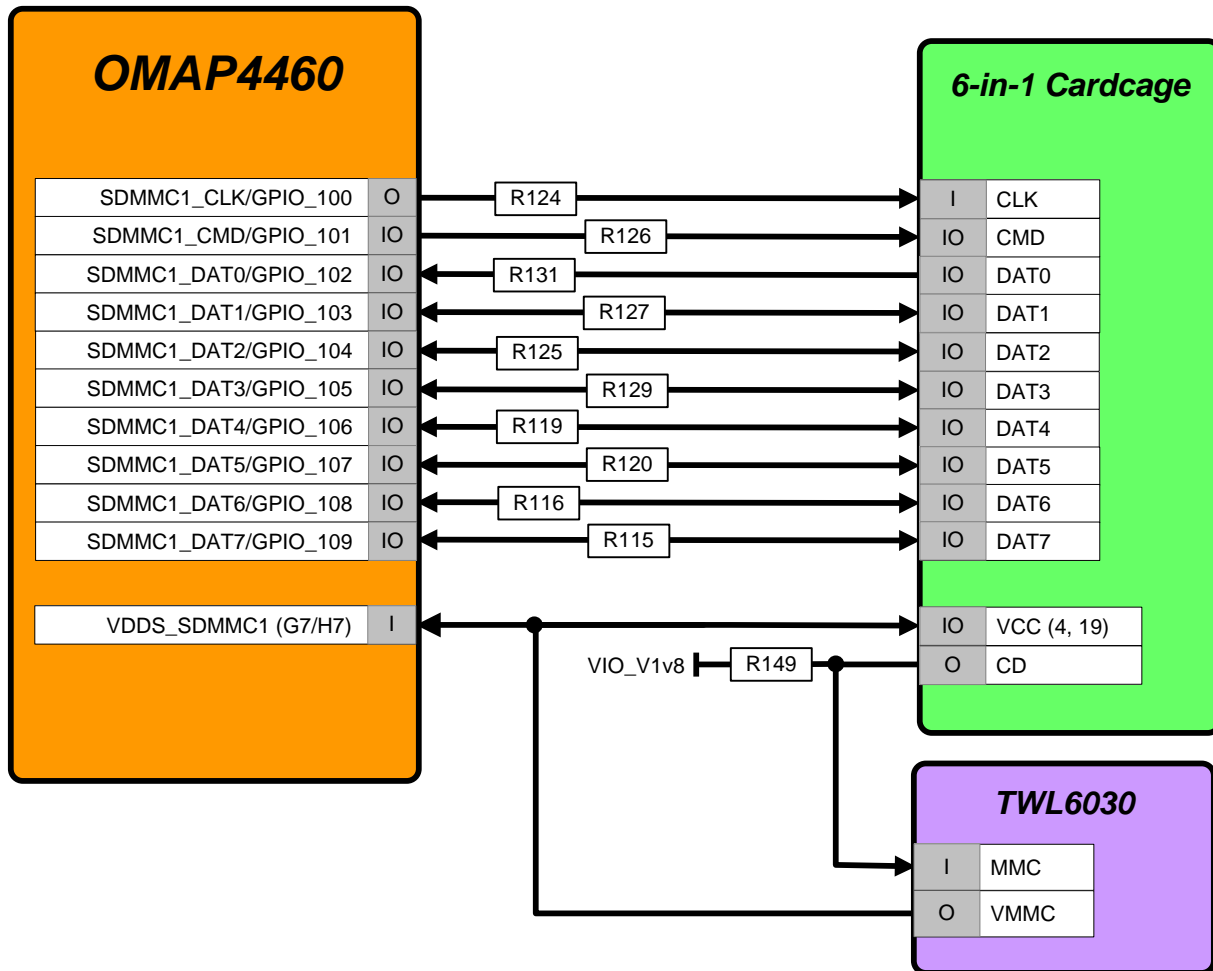 OMAP4460
6-in-1 Cardcage
SDMMC1_CLK/GPIO_100 O R124 I CLK
SDMMC1_CMD/GPIO_101 IO R126 IO CMD
SDMMC1_DAT0/GPIO_102 IO R131 IO DAT0
SDMMC1_DAT1/GPIO_103 IO R127 IO DAT1
SDMMC1_DAT2/GPIO_104 IO R125 IO DAT2
SDMMC1_DAT3/GPIO_105 IO R129 IO DAT3
SDMMC1_DAT4/GPIO_106 IO R119 IO DAT4
SDMMC1_DAT5/GPIO_107 IO R120 IO DAT5
SDMMC1_DAT6/GPIO_108 IO R116 IO DAT6
SDMMC1_DAT7/GPIO_109 IO R115 IO DAT7
VDDS_SDMMC1 (G7/H7) I IO VCC (4, 19)
VIO_V1v8 R149 O CD
TWL6030
I MMC
O VMMC